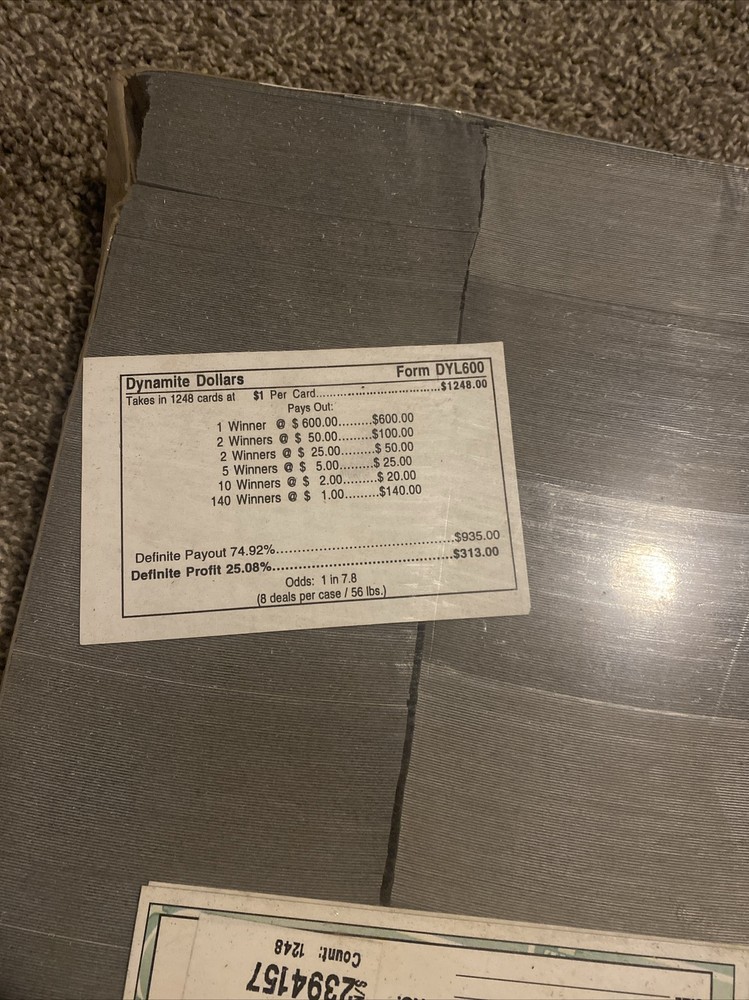 Dynamite Dollars Form DYL600
Takes in 1248 cards at $1 Per Card..............................$1248.00
Pays Out:
1 Winner @ $ 600.00........$600.00
2 Winners @ $ 50.00........$100.00
2 Winners @ $ 25.00........$ 50.00
5 Winners @ $ 5.00.........$ 25.00
10 Winners @ $ 2.00.........$ 20.00
140 Winners @ $ 1.00.........$140.00
Definite Payout 74.92%........................................$935.00
Definite Profit 25.08%.........................................$313.00
Odds: 1 in 7.8
(8 deals per case / 56 lbs.)
Count: 1248
2394157